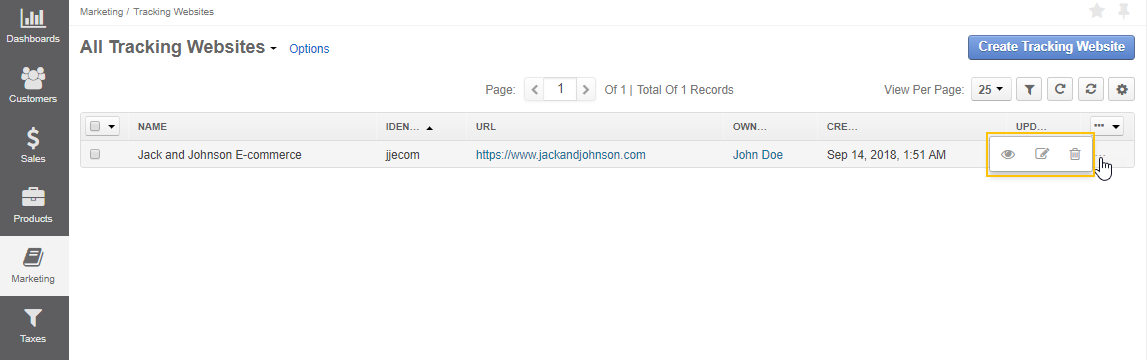 Marketing / Tracking Websites
All Tracking Websites Options
Create Tracking Website
Page: 1 Of 1 | Total Of 1 Records
View Per Page: 25
NAME IDEN... URL OWN... CRE... UPD...
Jack and Johnson E-commerce jjecom https://www.jackandjohnson.com John Doe Sep 14, 2018, 1:51 AM
Dashboards
Customers
Sales
Products
Marketing
Taxes